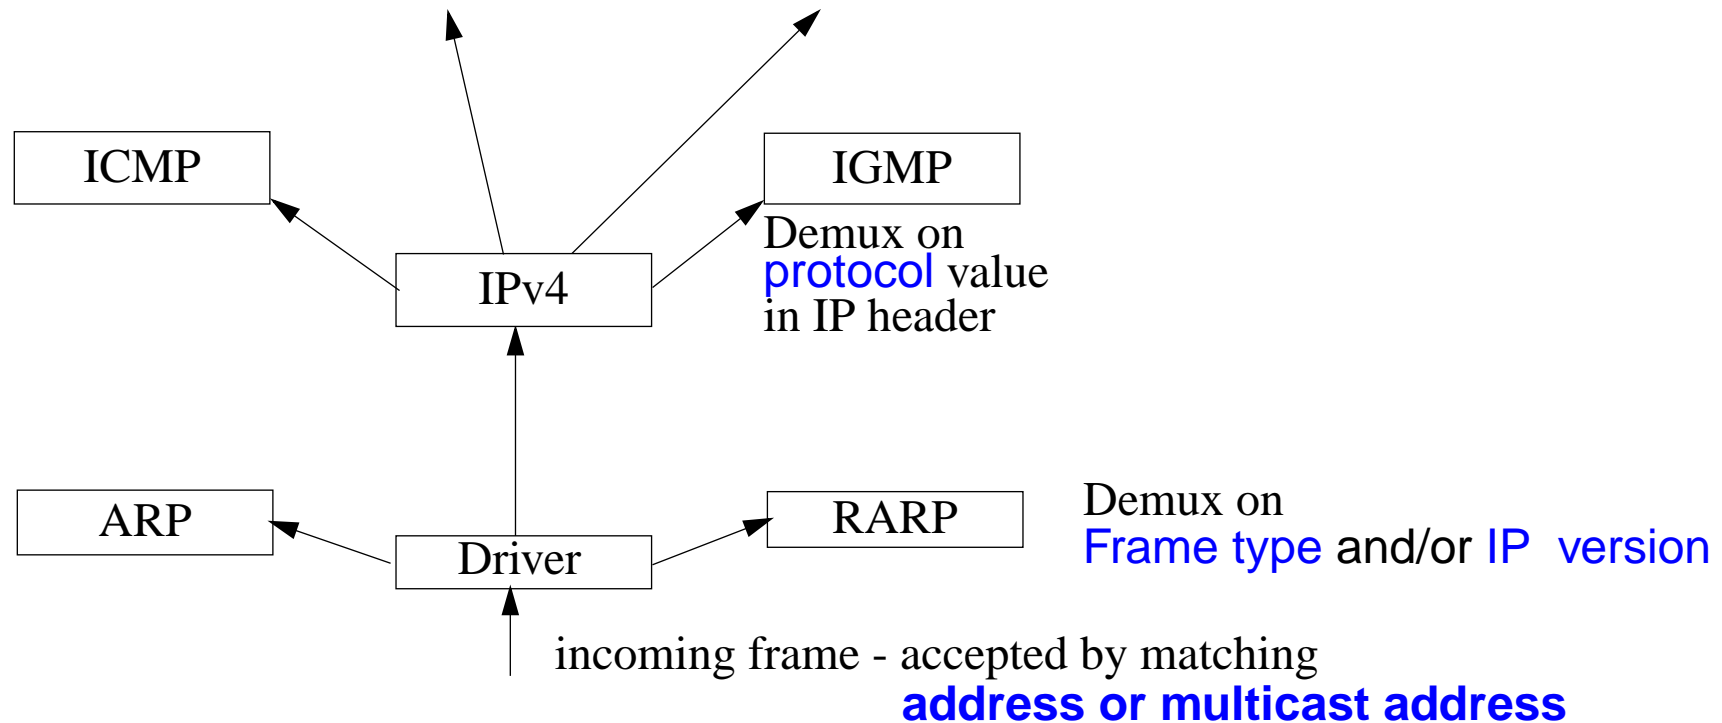 ICMP
IGMP
Demux on
protocol value
in IP header
IPv4
ARP
RARP
Driver
Demux on
Frame type and/or IP version
incoming frame - accepted by matching
address or multicast address